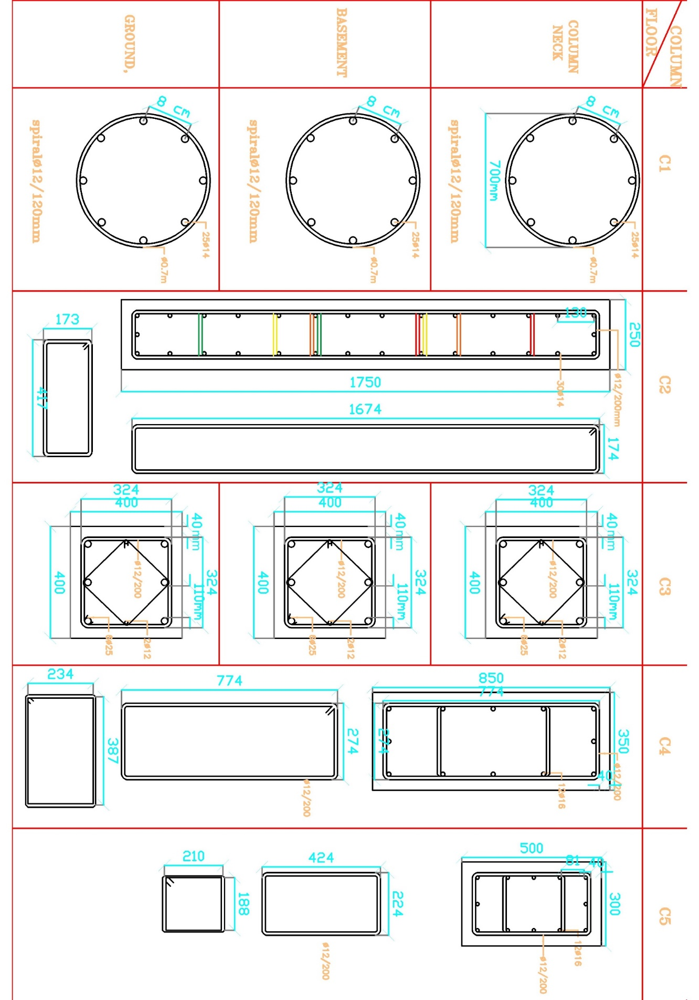 COLUMN
FLOOR
C1
C2
C3
C4
C5
COLUMN
NECK
8 cm
700mm
25ø14
ø0.7m
spiralø12/120mm
BASEMENT
8 cm
25ø14
ø0.7m
spiralø12/120mm
GROUND,
8 cm
25ø14
ø0.7m
spiralø12/120mm
130
250
1750
30ø14
ø12/200mm
1674
174
173
417
324
400
40mm
324
110mm
400
ø12/200
2ø12
324
400
40mm
324
110mm
400
ø12/200
2ø12
324
400
40mm
324
110mm
400
ø12/200
2ø12
850
774
274
350
40
ø12/200
12ø16
774
274
ø12/200
234
387
500
81
40
300
12ø16
ø12/200
424
224
ø12/200
210
188